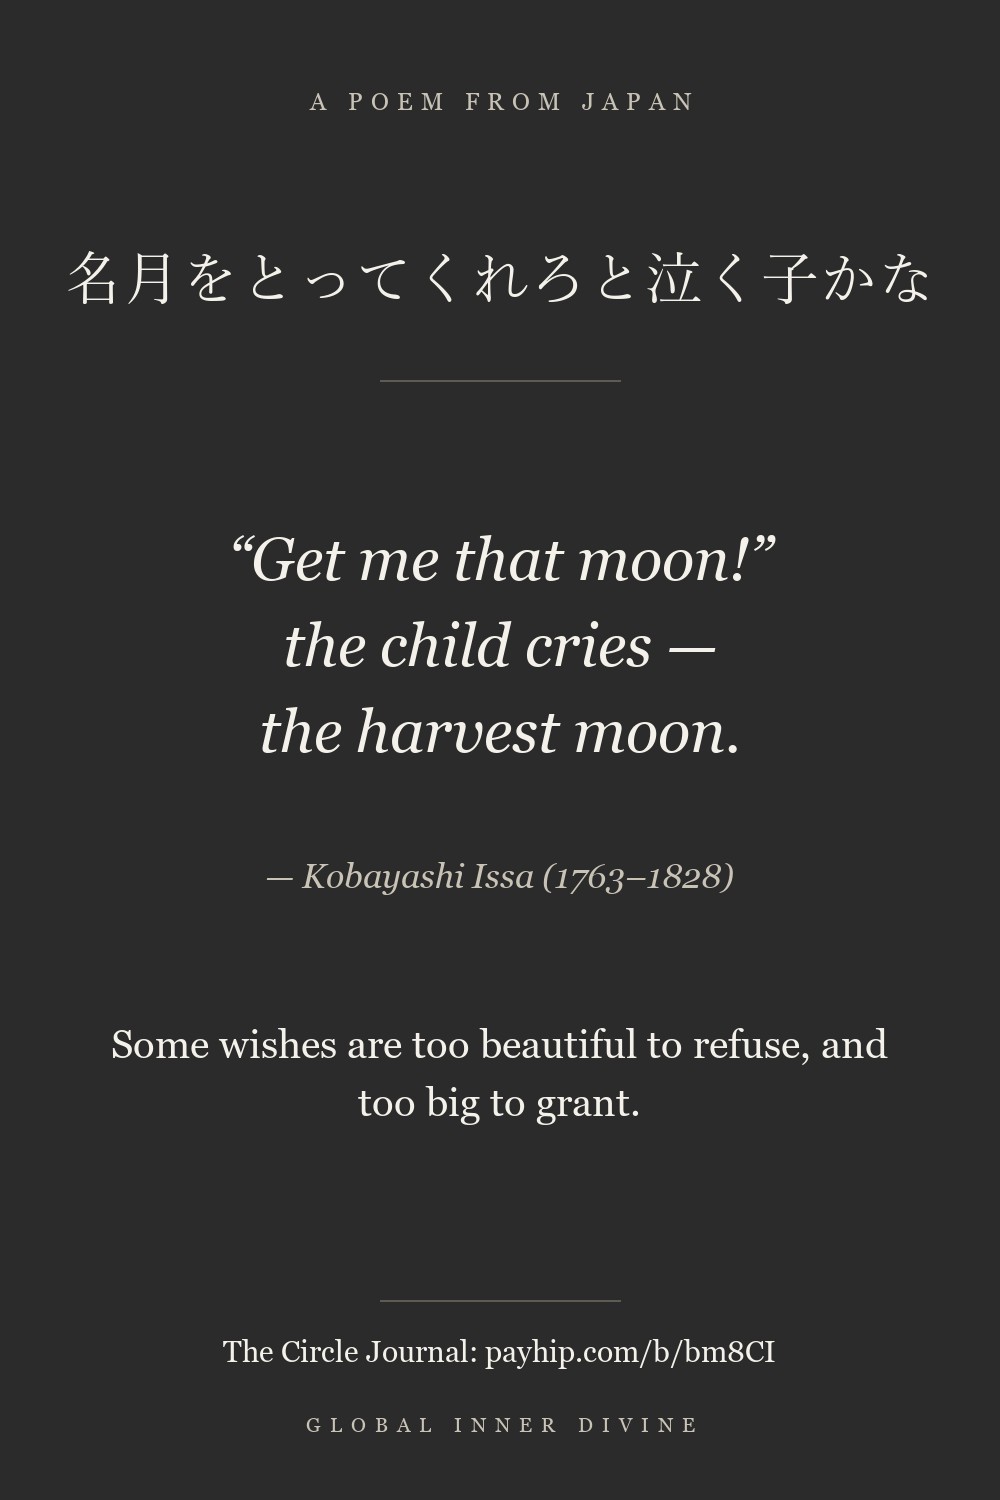 A POEM FROM JAPAN
名月をとってくれろと泣く子かな
“Get me that moon!”
the child cries —
the harvest moon.
— Kobayashi Issa (1763–1828)
Some wishes are too beautiful to refuse, and
too big to grant.
The Circle Journal: payhip.com/b/bm8CI
GLOBAL INNER DIVINE